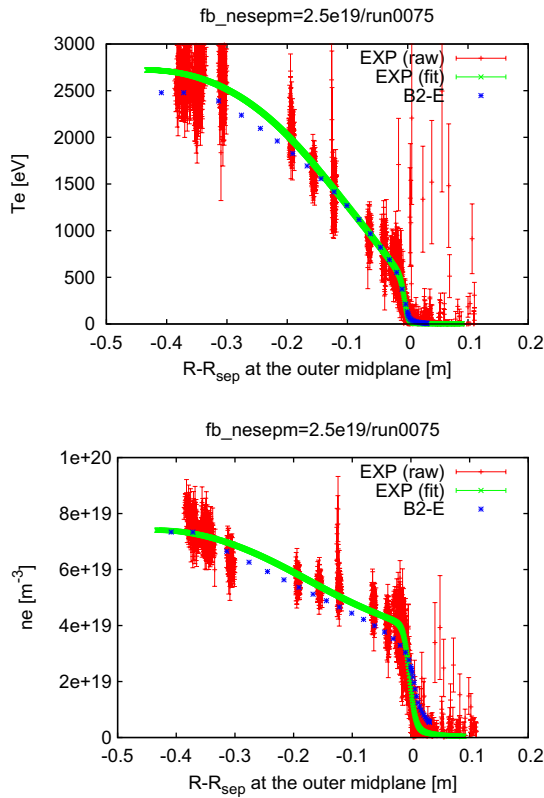 fb_nesepm=2.5e19/run0075
3000
2500
2000
1500
1000
500
0
Te [eV]
EXP (raw)
EXP (fit)
B2-E
-0.5 -0.4 -0.3 -0.2 -0.1 0 0.1 0.2
R-Rsep at the outer midplane [m]
fb_nesepm=2.5e19/run0075
1e+20
8e+19
6e+19
4e+19
2e+19
0
ne [m-3]
EXP (raw)
EXP (fit)
B2-E
-0.5 -0.4 -0.3 -0.2 -0.1 0 0.1 0.2
R-Rsep at the outer midplane [m]